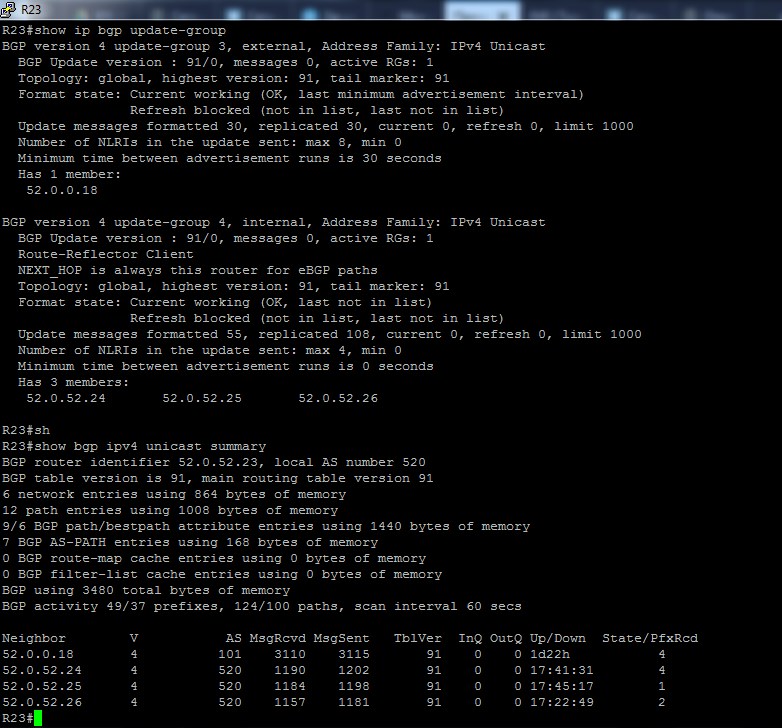 R23
R23#show ip bgp update-group
BGP version 4 update-group 3, external, Address Family: IPv4 Unicast
  BGP Update version : 91/0, messages 0, active RGs: 1
  Topology: global, highest version: 91, tail marker: 91
  Format state: Current working (OK, last minimum advertisement interval)
                Refresh blocked (not in list, last not in list)
  Update messages formatted 30, replicated 30, current 0, refresh 0, limit 1000
  Number of NLRIs in the update sent: max 8, min 0
  Minimum time between advertisement runs is 30 seconds
  Has 1 member:
   52.0.0.18
BGP version 4 update-group 4, internal, Address Family: IPv4 Unicast
  BGP Update version : 91/0, messages 0, active RGs: 1
  Route-Reflector Client
  NEXT_HOP is always this router for eBGP paths
  Topology: global, highest version: 91, tail marker: 91
  Format state: Current working (OK, last not in list)
                Refresh blocked (not in list, last not in list)
  Update messages formatted 55, replicated 108, current 0, refresh 0, limit 1000
  Number of NLRIs in the update sent: max 4, min 0
  Minimum time between advertisement runs is 0 seconds
  Has 3 members:
   52.0.52.24       52.0.52.25       52.0.52.26
R23#sh
R23#show bgp ipv4 unicast summary
BGP router identifier 52.0.52.23, local AS number 520
BGP table version is 91, main routing table version 91
6 network entries using 864 bytes of memory
12 path entries using 1008 bytes of memory
9/6 BGP path/bestpath attribute entries using 1440 bytes of memory
7 BGP AS-PATH entries using 168 bytes of memory
0 BGP route-map cache entries using 0 bytes of memory
0 BGP filter-list cache entries using 0 bytes of memory
BGP using 3480 total bytes of memory
BGP activity 49/37 prefixes, 124/100 paths, scan interval 60 secs
Neighbor        V           AS MsgRcvd MsgSent   TblVer  InQ OutQ Up/Down  State/PfxRcd
52.0.0.18       4          101    3110    3115       91    0    0 1d22h           4
52.0.52.24      4          520    1190    1202       91    0    0 17:41:31        4
52.0.52.25      4          520    1184    1198       91    0    0 17:45:17        1
52.0.52.26      4          520    1157    1181       91    0    0 17:22:49        2
R23#